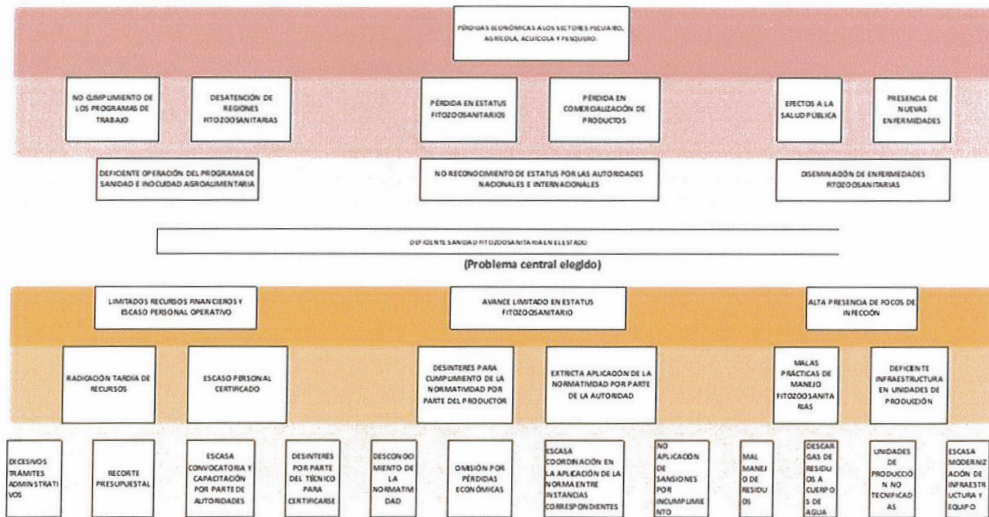 PÉRDIDAS ECONÓMICAS A LOS SECTORES PECUARIO,
AGRÍCOLA, ACUÍCOLA Y PESQUERO.
NO CUMPLIMIENTO DE
LOS PROGRAMAS DE
TRABAJO
DESATENCIÓN DE
REGIONES
FITOZOOSANITARIAS
PÉRDIDA EN ESTATUS
FITOZOOSANITARIOS
PÉRDIDA EN
COMERCIALIZACIÓN DE
PRODUCTOS
EFECTOS A LA
SALUD PÚBLICA
PRESENCIA DE
NUEVAS
ENFERMEDADES
DEFICIENTE OPERACIÓN DEL PROGRAMA DE
SANIDAD E INOCUIDAD AGROALIMENTARIA
NO RECONOCIMIENTO DE ESTATUS POR LAS AUTORIDADES
NACIONALES E INTERNACIONALES
DISEMINACIÓN DE ENFERMEDADES
FITOZOOSANITARIAS
DEFICIENTE SANIDAD FITOZOOSANITARIA EN EL ESTADO
(Problema central elegido)
LIMITADOS RECURSOS FINANCIEROS Y
ESCASO PERSONAL OPERATIVO
AVANCE LIMITADO EN ESTATUS
FITOZOOSANITARIO
ALTA PRESENCIA DE FOCOS DE
INFECCIÓN
RADICACIÓN TARDÍA DE
RECURSOS
ESCASO PERSONAL
CERTIFICADO
DESINTERES PARA
CUMPLIMIENTO DE LA
NORMATIVIDAD POR
PARTE DEL PRODUCTOR
EXTRICTA APLICACIÓN DE LA
NORMATIVIDAD POR PARTE
DE LA AUTORIDAD
MALAS
PRÁCTICAS DE
MANEJO
FITOZOOSANITA
RIAS
DEFICENTE
INFRAESTRUCTURA
EN UNIDADES DE
PRODUCCIÓN
EXCESIVOS
TRÁMITES
ADMINISTRATI
VOS
RECORTE
PRESUPUESTAL
ESCASA
CONVOCATORIA Y
CAPACITACIÓN
POR PARTE DE
AUTORIDADES
DESINTERES
POR PARTE
DEL TÉCNICO
PARA
CERTIFICARSE
DESCONOCI
MIENTO DE
LA
NORMATIVI
DAD
OMISIÓN POR
PÉRDIDAS
ECONÓMICAS
ESCASA
COORDINACIÓN EN
LA APLICACIÓN DE LA
NORMA ENTRE
INSTANCIAS
CORRESPONDIENTES
NO
APLICACIÓN
DE
SANSIONES
POR
INCUMPLIMIE
NTO
MAL
MANEJ
O DE
RESIDU
OS
DESCAR
GAS DE
RESIDU
OS A
CUERPO
S DE
AGUA
UNIDADES
DE
PRODUCCIÓ
N NO
TECNIFICAD
AS
ESCASA
MODERNIZ
ACIÓN DE
INFRAESTR
UCTURA Y
EQUIPO